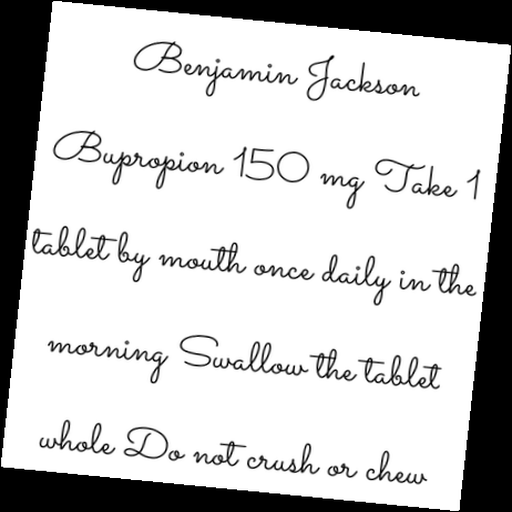 Benjamin Jackson
Bupropion 150 mg Take 1
tablet by mouth once daily in the
morning Swallow the tablet
whole Do not crush or chew